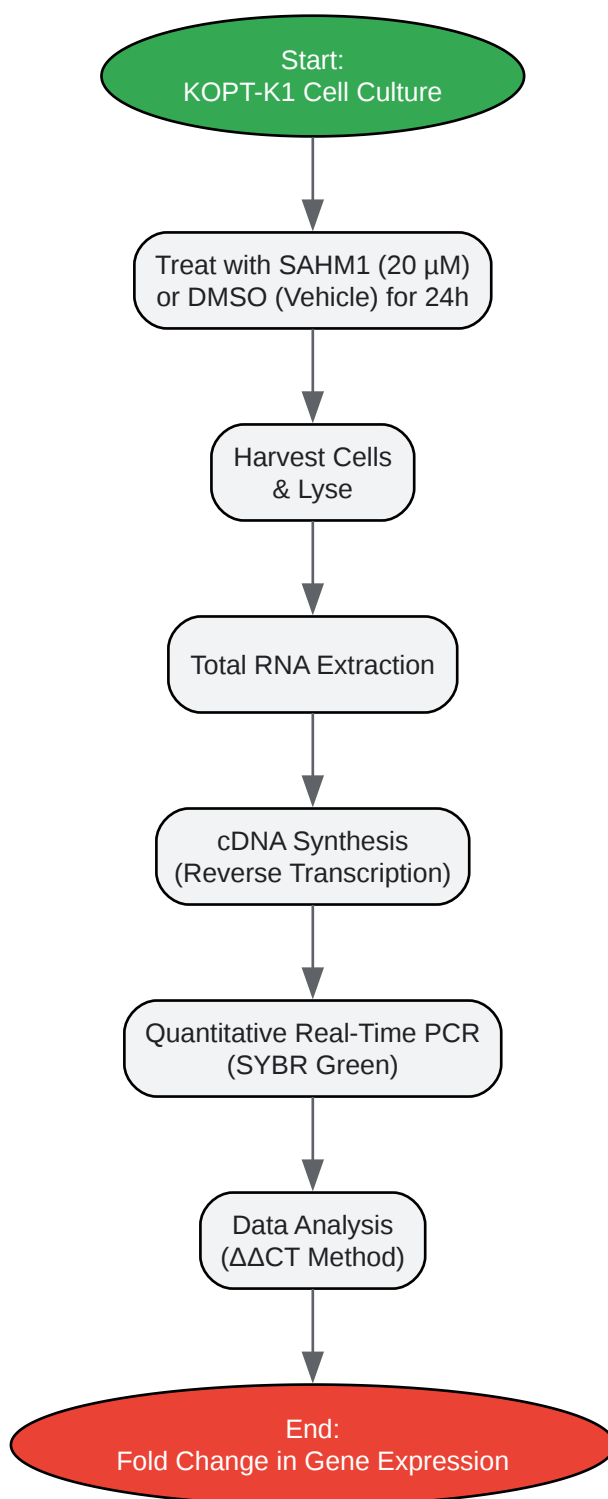 Start:
KOPT-K1 Cell Culture
Treat with SAHM1 (20 µM)
or DMSO (Vehicle) for 24h
Harvest Cells
& Lyse
Total RNA Extraction
cDNA Synthesis
(Reverse Transcription)
Quantitative Real-Time PCR
(SYBR Green)
Data Analysis
(ΔΔCT Method)
End:
Fold Change in Gene Expression